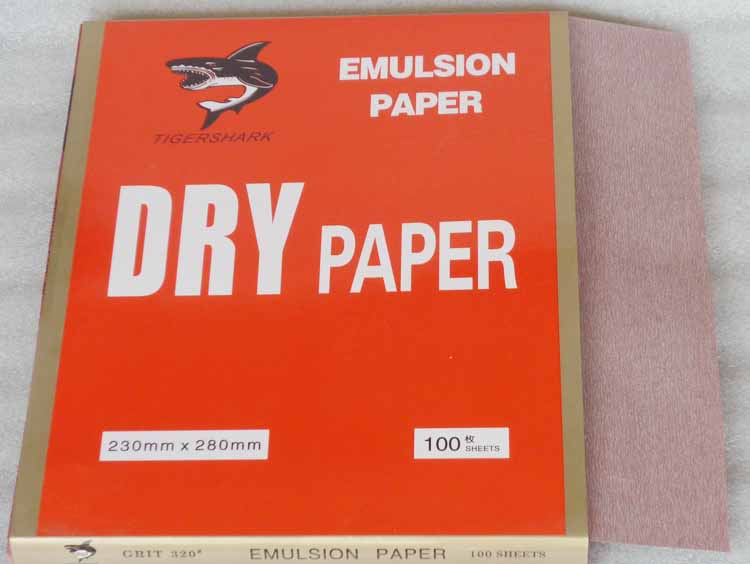 EMULSION
PAPER
TIGERSHARK
DRY PAPER
230mm x 280mm
100 枚
SHEETS
GRIT 320# EMULSION PAPER 100 SHEETS